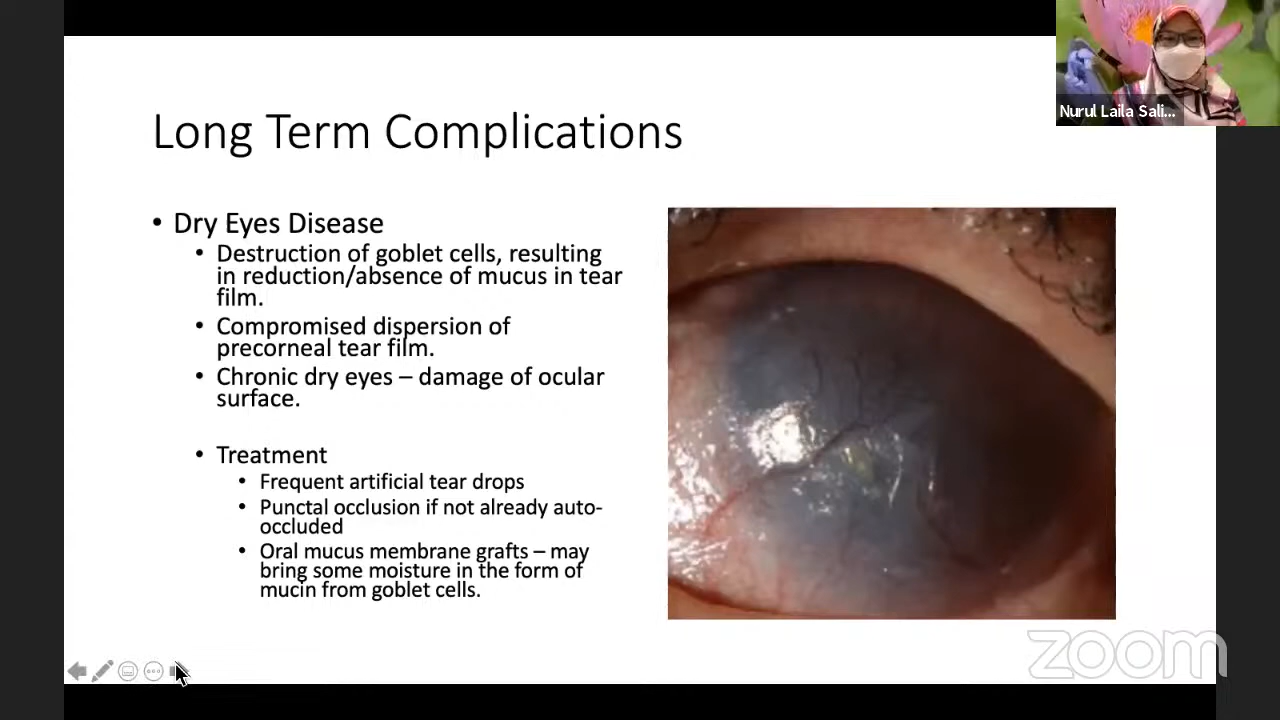 Nurul Laila Sali...
Long Term Complications
• Dry Eyes Disease
• Destruction of goblet cells, resulting
in reduction/absence of mucus in tear
film.
• Compromised dispersion of
precorneal tear film.
• Chronic dry eyes – damage of ocular
surface.
• Treatment
• Frequent artificial tear drops
• Punctal occlusion if not already auto-
occluded
• Oral mucus membrane grafts – may
bring some moisture in the form of
mucin from goblet cells.
zoom